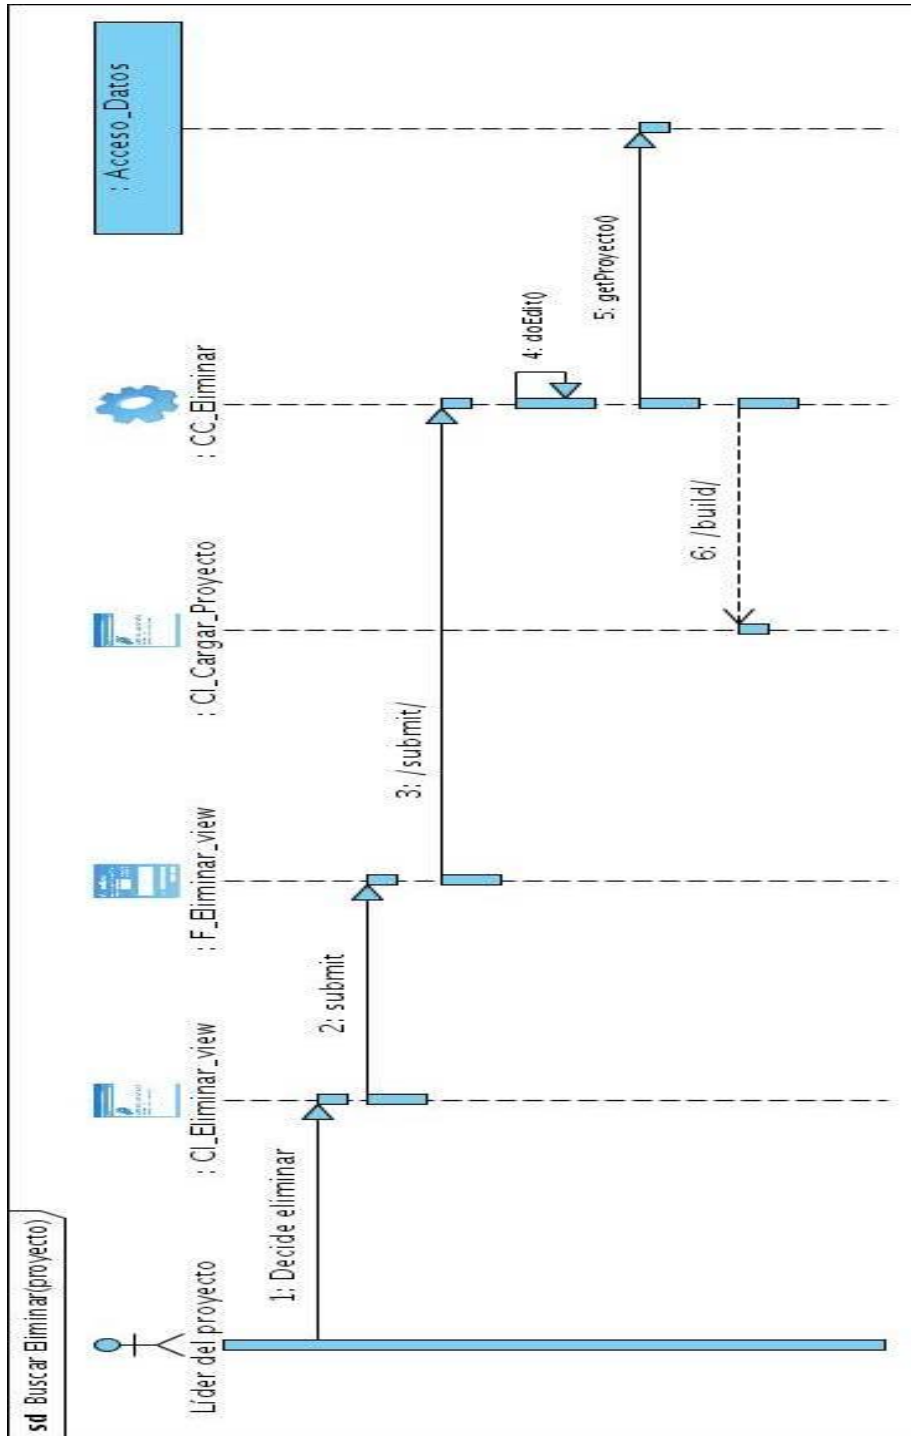 sd Buscar Eliminar(proyecto)
Líder del proyecto
: CI_Eliminar_view
: F_Eliminar_view
: CI_Cargar_Proyecto
: CC_Eliminar
: Acceso_Datos
1: Decide eliminar
2: submit
3: /submit/
4: doEdit()
5: getProyecto()
6: /build/